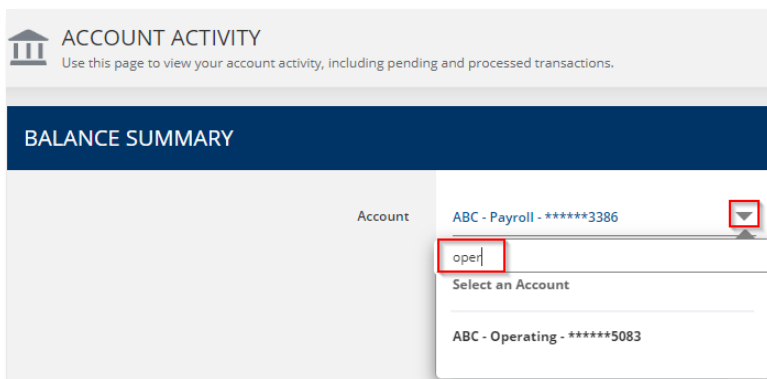 ACCOUNT ACTIVITY
Use this page to view your account activity, including pending and processed transactions.
BALANCE SUMMARY
Account
ABC - Payroll - ******3386
oper
Select an Account
ABC - Operating - ******5083